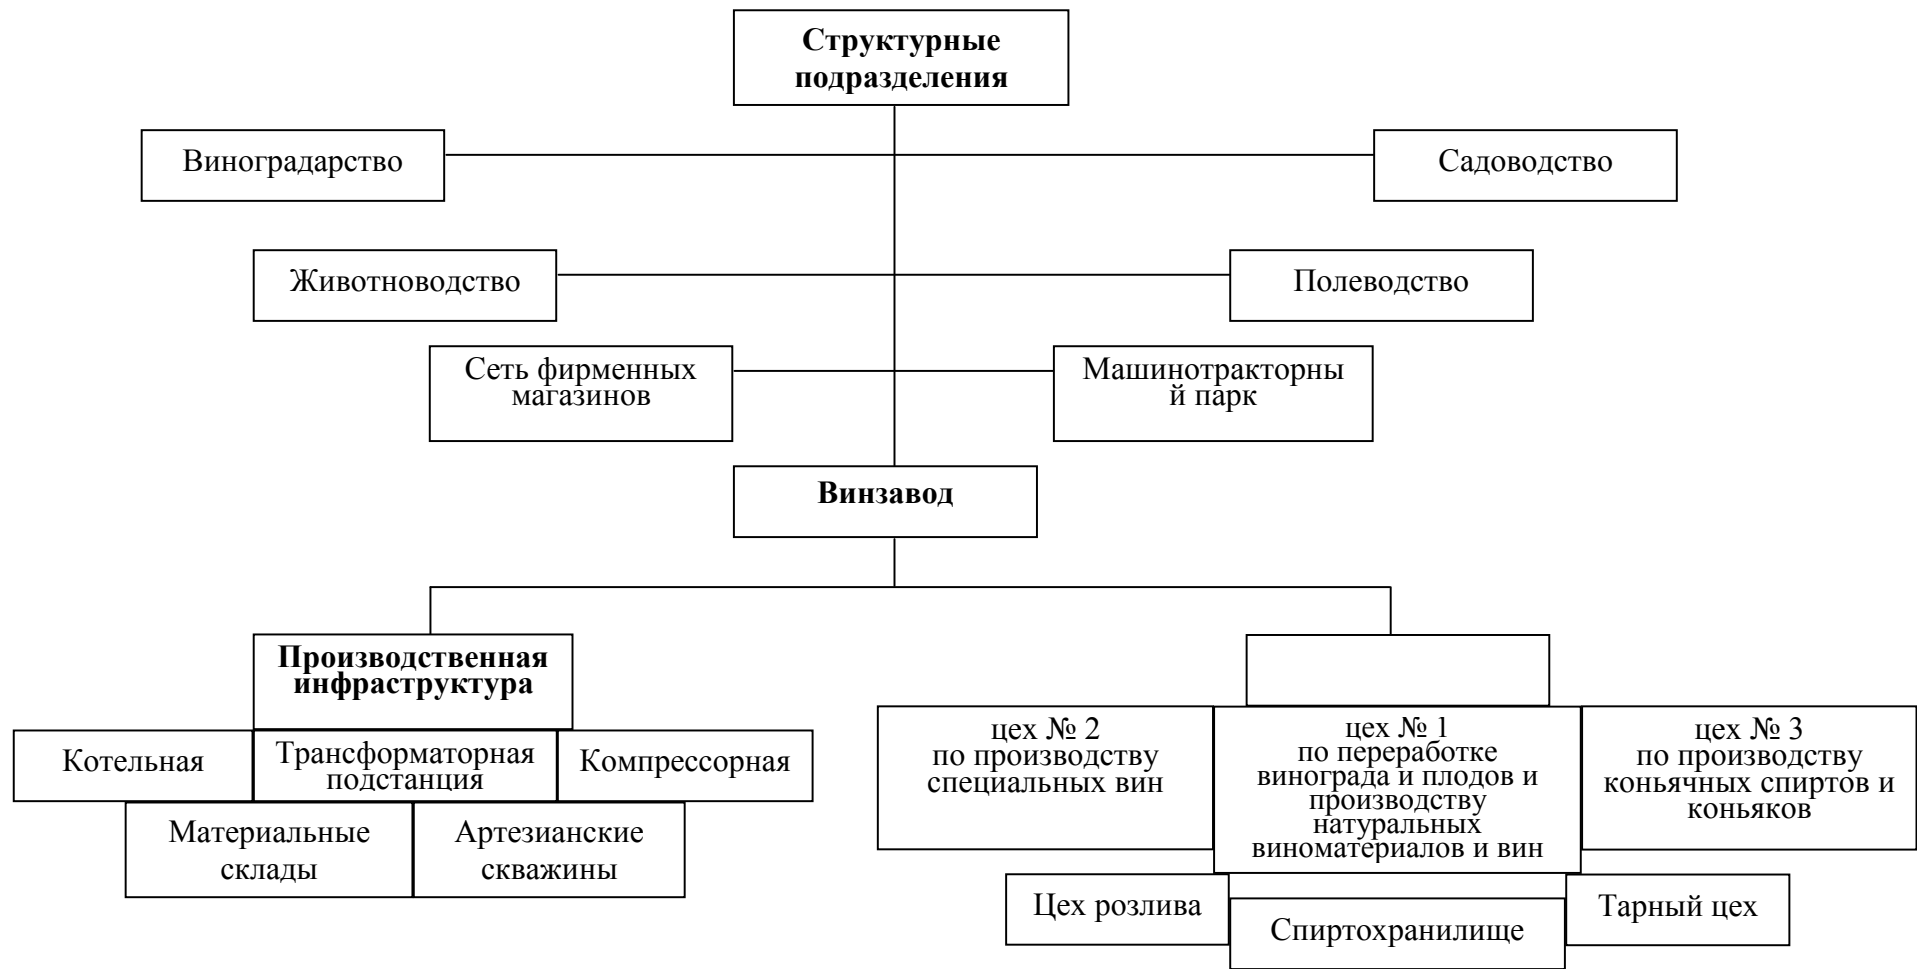 Структурные
подразделения
Виноградарство
Садоводство
Животноводство
Полеводство
Сеть фирменных
магазинов
Машинотракторны
й парк
Винзавод
Производственная
инфраструктура
Котельная
Трансформаторная
подстанция
Компрессорная
Материальные
склады
Артезианские
скважины
цех № 2
по производству
специальных вин
цех № 1
по переработке
винограда и плодов и
производству
натуральных
виноматериалов и вин
цех № 3
по производству
коньячных спиртов и
коньяков
Цех розлива
Спиртохранилище
Тарный цех